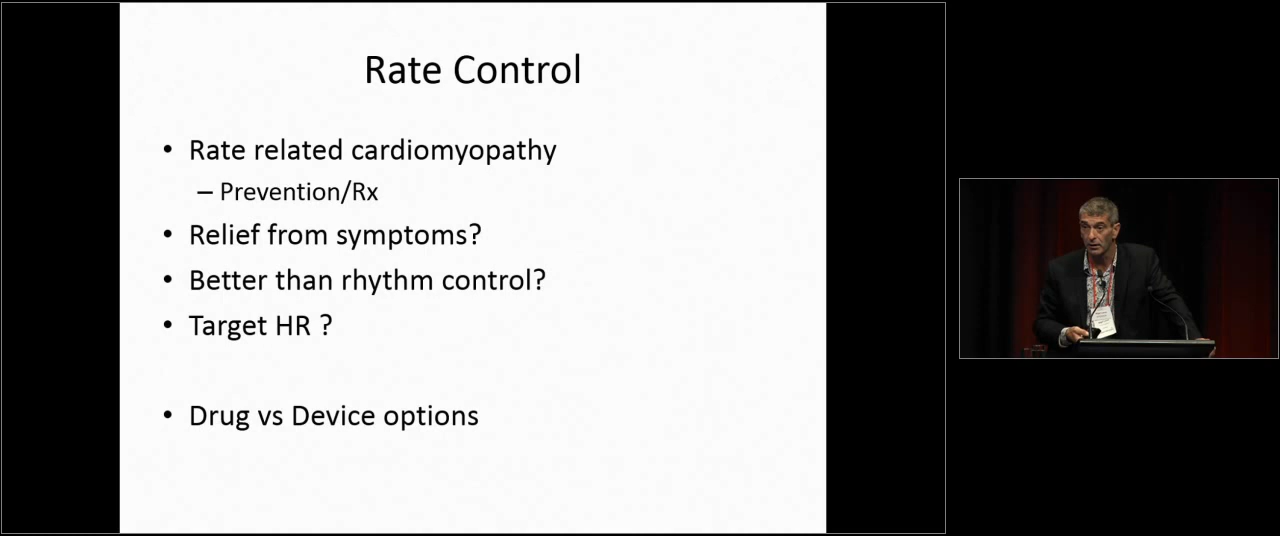 Rate Control
• Rate related cardiomyopathy
– Prevention/Rx
• Relief from symptoms?
• Better than rhythm control?
• Target HR ?
• Drug vs Device options